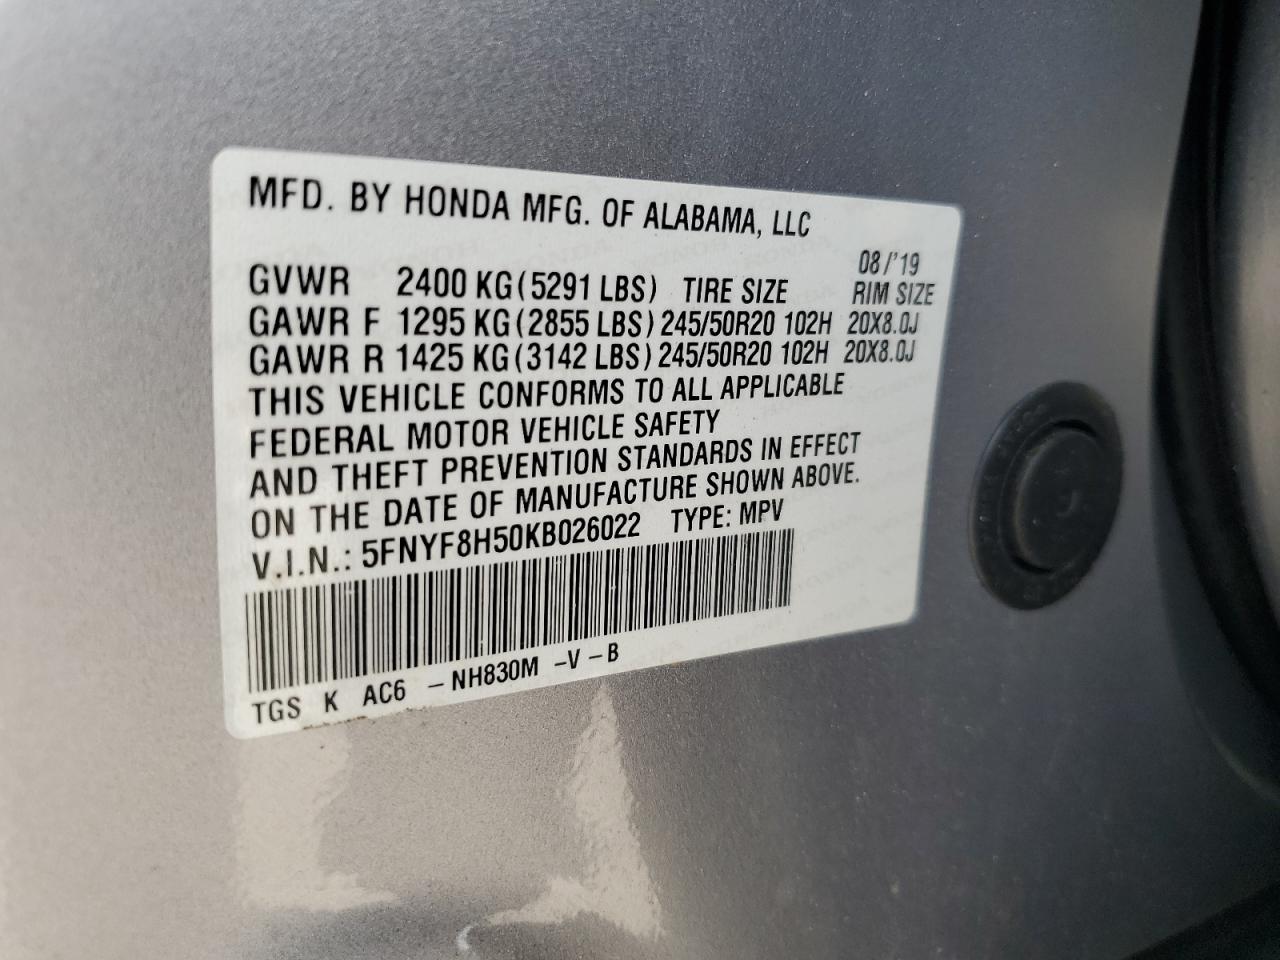 MFD. BY HONDA MFG. OF ALABAMA, LLC
08/'19
GVWR 2400 KG (5291 LBS) TIRE SIZE RIM SIZE
GAWR F 1295 KG (2855 LBS) 245/50R20 102H 20X8.0J
GAWR R 1425 KG (3142 LBS) 245/50R20 102H 20X8.0J
THIS VEHICLE CONFORMS TO ALL APPLICABLE
FEDERAL MOTOR VEHICLE SAFETY
AND THEFT PREVENTION STANDARDS IN EFFECT
ON THE DATE OF MANUFACTURE SHOWN ABOVE.
V.I.N.: 5FNYF8H50KB026022 TYPE: MPV
TGS K AC6 -NH830M -V-B